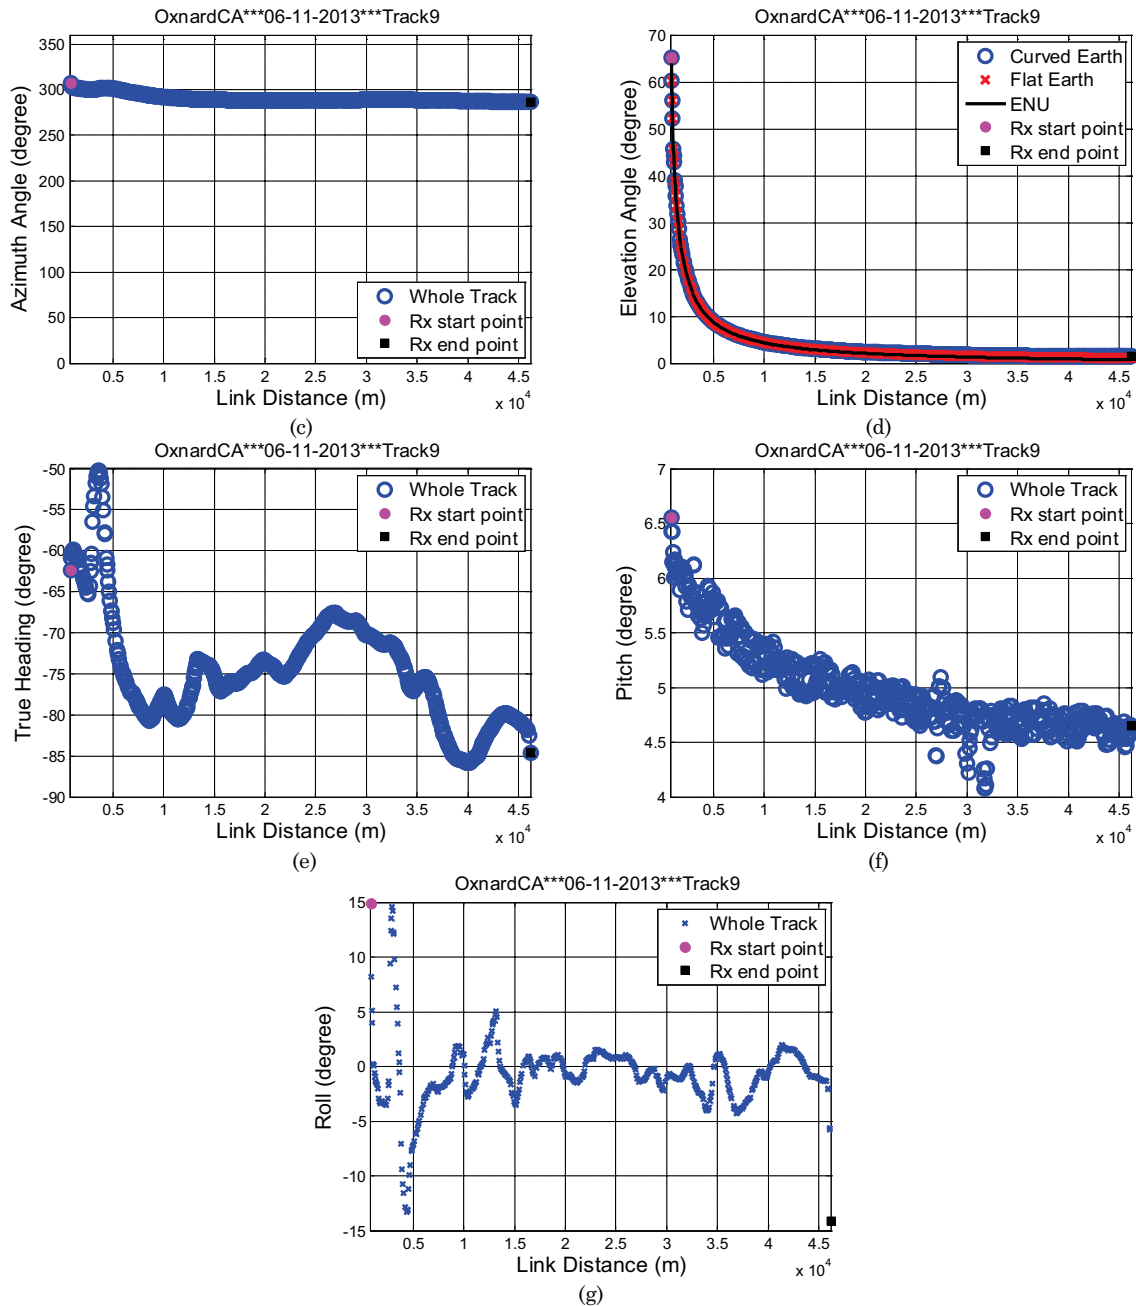 OxnardCA***06-11-2013***Track9
350
300
250
200
150
100
50
0
Azimuth Angle (degree)
Whole Track
Rx start point
Rx end point
0.5 1 1.5 2 2.5 3 3.5 4 4.5
Link Distance (m)
x 10^4
(c)
OxnardCA***06-11-2013***Track9
70
60
50
40
30
20
10
0
Elevation Angle (degree)
Curved Earth
Flat Earth
ENU
Rx start point
Rx end point
0.5 1 1.5 2 2.5 3 3.5 4 4.5
Link Distance (m)
x 10^4
(d)
OxnardCA***06-11-2013***Track9
-50
-55
-60
-65
-70
-75
-80
-85
-90
True Heading (degree)
Whole Track
Rx start point
Rx end point
0.5 1 1.5 2 2.5 3 3.5 4 4.5
Link Distance (m)
x 10^4
(e)
OxnardCA***06-11-2013***Track9
7
6.5
6
5.5
5
4.5
4
Pitch (degree)
Whole Track
Rx start point
Rx end point
0.5 1 1.5 2 2.5 3 3.5 4 4.5
Link Distance (m)
x 10^4
(f)
OxnardCA***06-11-2013***Track9
15
10
5
0
-5
-10
-15
Roll (degree)
Whole Track
Rx start point
Rx end point
0.5 1 1.5 2 2.5 3 3.5 4 4.5
Link Distance (m)
x 10^4
(g)